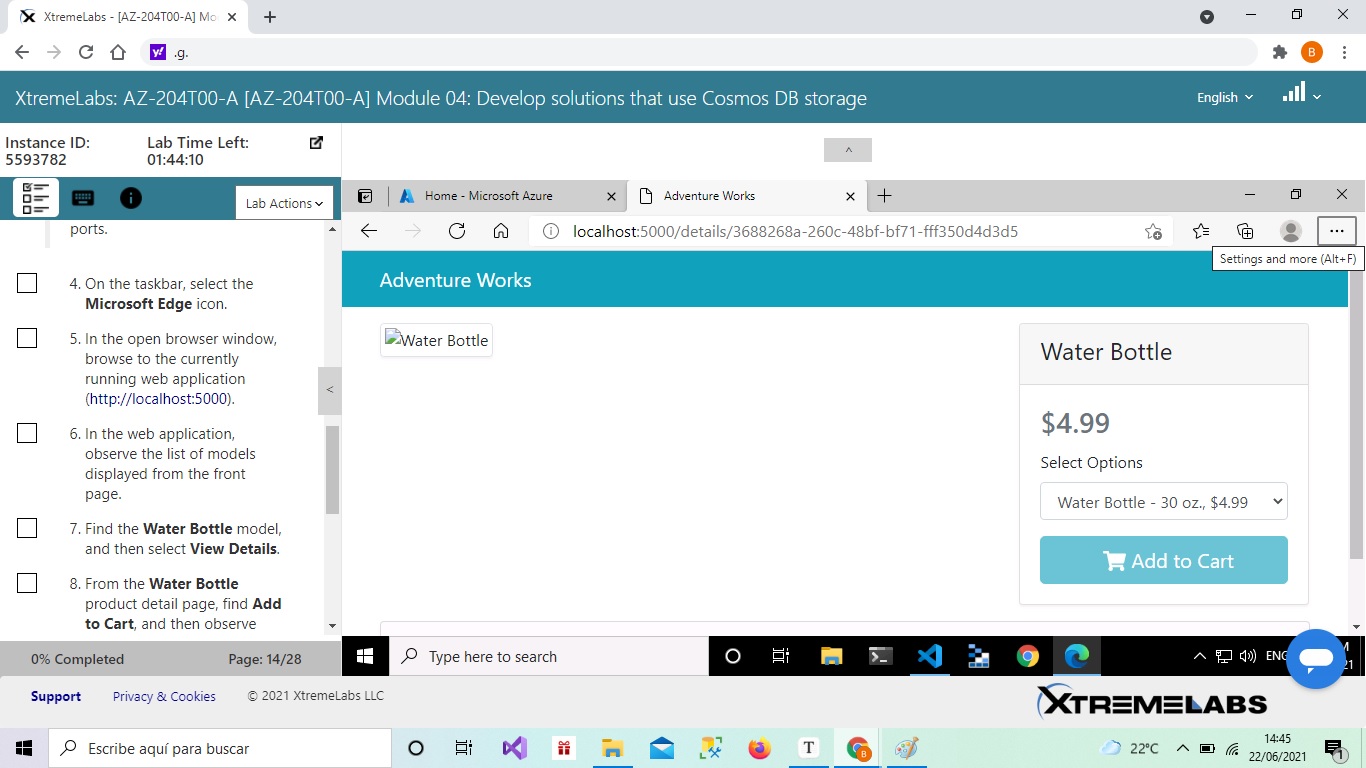 XtremeLabs - [AZ-204T00-A] Mo
.g.
B
XtremeLabs: AZ-204T00-A [AZ-204T00-A] Module 04: Develop solutions that use Cosmos DB storage
English
Instance ID:
5593782
Lab Time Left:
01:44:10
Lab Actions
ports.
4. On the taskbar, select the
Microsoft Edge icon.
5. In the open browser window,
browse to the currently
running web application
(http://localhost:5000).
6. In the web application,
observe the list of models
displayed from the front
page.
7. Find the Water Bottle model,
and then select View Details.
8. From the Water Bottle
product detail page, find Add
to Cart, and then observe
0% Completed
Page: 14/28
Home - Microsoft Azure
Adventure Works
localhost:5000/details/3688268a-260c-48bf-bf71-fff350d4d3d5
Settings and more (Alt+F)
Adventure Works
Water Bottle
Water Bottle
$4.99
Select Options
Water Bottle - 30 oz., $4.99
Add to Cart
Type here to search
ENG
M
21
Support
Privacy & Cookies
© 2021 XtremeLabs LLC
XTREMELABS
Escribe aquí para buscar
T
B
22°C
14:45
22/06/2021
1